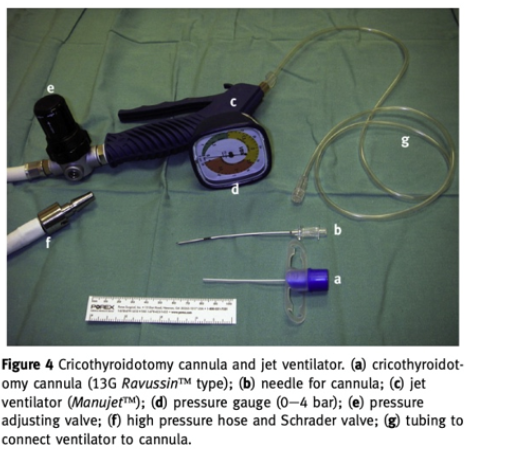 e
c
g
d
b
f
a
POREX
Figure 4 Cricothyroidotomy cannula and jet ventilator. (a) cricothyroidot-
omy cannula (13G Ravussin™ type); (b) needle for cannula; (c) jet
ventilator (Manujet™); (d) pressure gauge (0–4 bar); (e) pressure
adjusting valve; (f) high pressure hose and Schrader valve; (g) tubing to
connect ventilator to cannula.